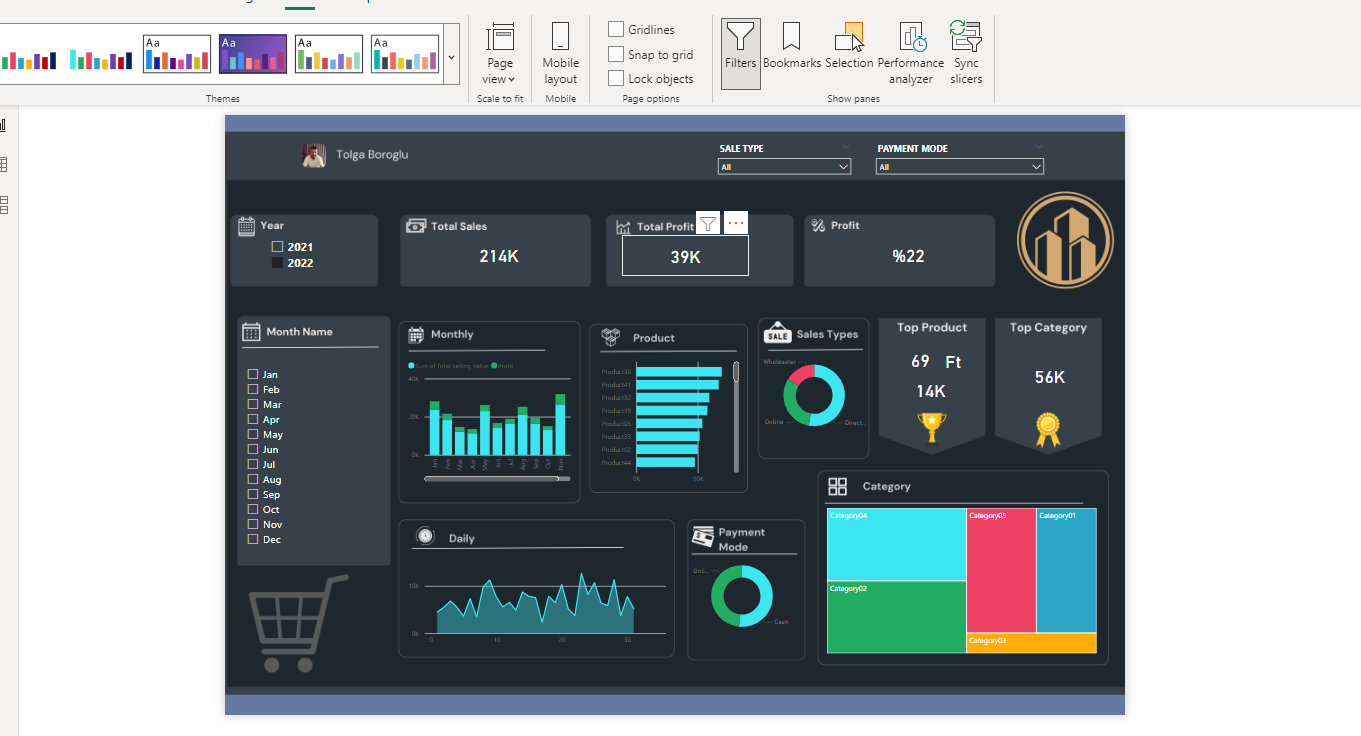 Aa
Aa
Aa
Aa
Themes
Page
view
Scale to fit
Mobile
layout
Mobile
Gridlines
Snap to grid
Lock objects
Page options
Filters
Bookmarks
Selection
Performance
analyzer
Sync
slicers
Show panes
Tolga Boroglu
SALE TYPE
All
PAYMENT MODE
All
Year
2021
2022
Total Sales
214K
Total Profit
39K
Profit
%22
Month Name
Jan
Feb
Mar
Apr
May
Jun
Jul
Aug
Sep
Oct
Nov
Dec
Monthly
Sum of Total Selling Value
Profit
40K
20K
0K
Jan
Feb
Mar
Apr
May
Jun
Jul
Aug
Sep
Oct
Nov
Product
Product30
Product41
Product32
Product19
Product05
Product33
Product02
Product44
0K
10K
SALE
Sales Types
Wholesaler
Online
Direct..
Top Product
69 Ft
14K
Top Category
56K
Daily
10K
0K
0
10
20
30
Payment
Mode
Onli...
Cash
Category
Category04
Category05
Category01
Category02
Category03